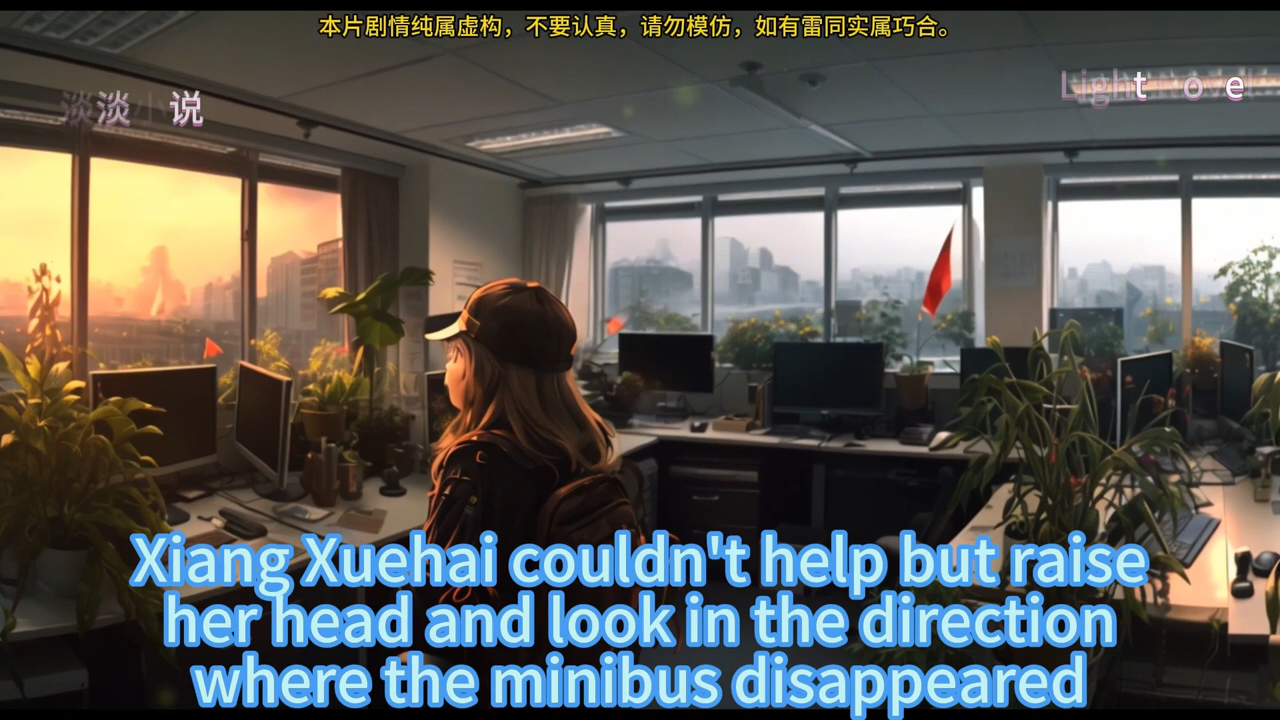 本片剧情纯属虚构，不要认真，请勿模仿，如有雷同实属巧合。
淡淡小说
Light Novel
Xiang Xuehai couldn't help but raise
her head and look in the direction
where the minibus disappeared